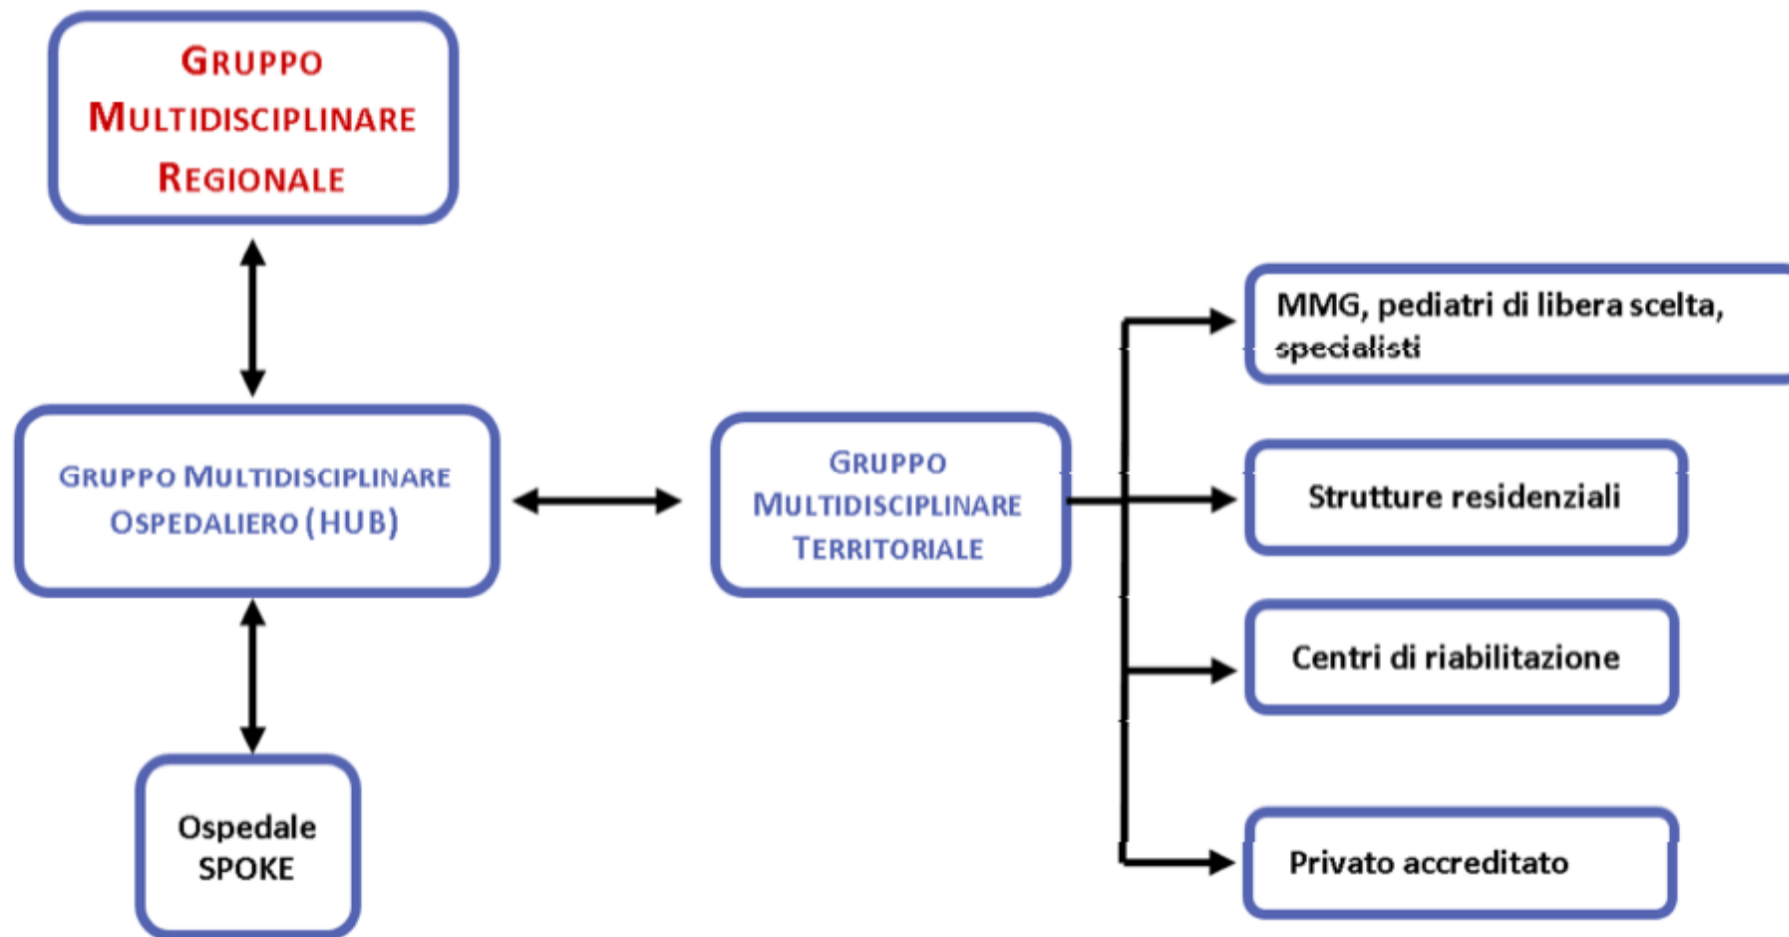 GRUPPO
MULTIDISCIPLINARE
REGIONALE
MMG, pediatri di libera scelta,
specialisti
GRUPPO MULTIDISCIPLINARE
OSPEDALIERO (HUB)
GRUPPO
MULTIDISCIPLINARE
TERRITORIALE
Strutture residenziali
Centri di riabilitazione
Ospedale
SPOKE
Privato accreditato